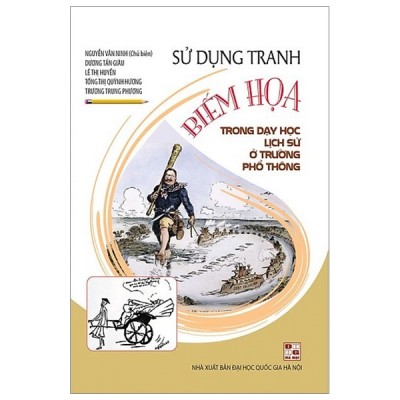 NGUYỄN VĂN NINH (Chủ biên)
DƯƠNG TẤN GIÀU
LÊ THỊ HUYỀN
TỐNG THỊ QUỲNH HƯƠNG
TRƯƠNG TRUNG PHƯƠNG
SỬ DỤNG TRANH
BIẾM HỌA
TRONG DẠY HỌC
LỊCH SỬ
Ở TRƯỜNG
PHỔ THÔNG
NHÀ XUẤT BẢN ĐẠI HỌC QUỐC GIA HÀ NỘI